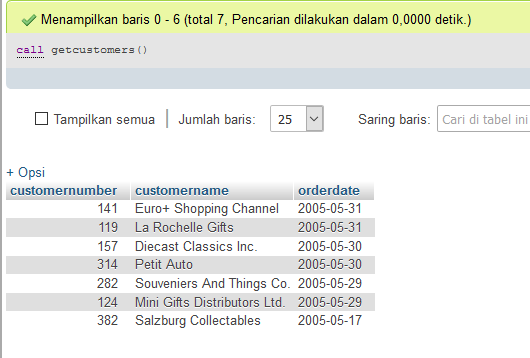 Menampilkan baris 0 - 6 (total 7, Pencarian dilakukan dalam 0,0000 detik.)
call getcustomers()
Tampilkan semua Jumlah baris: 25 Saring baris: Cari di tabel ini
+ Opsi
customernumber customername orderdate
141 Euro+ Shopping Channel 2005-05-31
119 La Rochelle Gifts 2005-05-31
157 Diecast Classics Inc. 2005-05-30
314 Petit Auto 2005-05-30
282 Souveniers And Things Co. 2005-05-29
124 Mini Gifts Distributors Ltd. 2005-05-29
382 Salzburg Collectables 2005-05-17